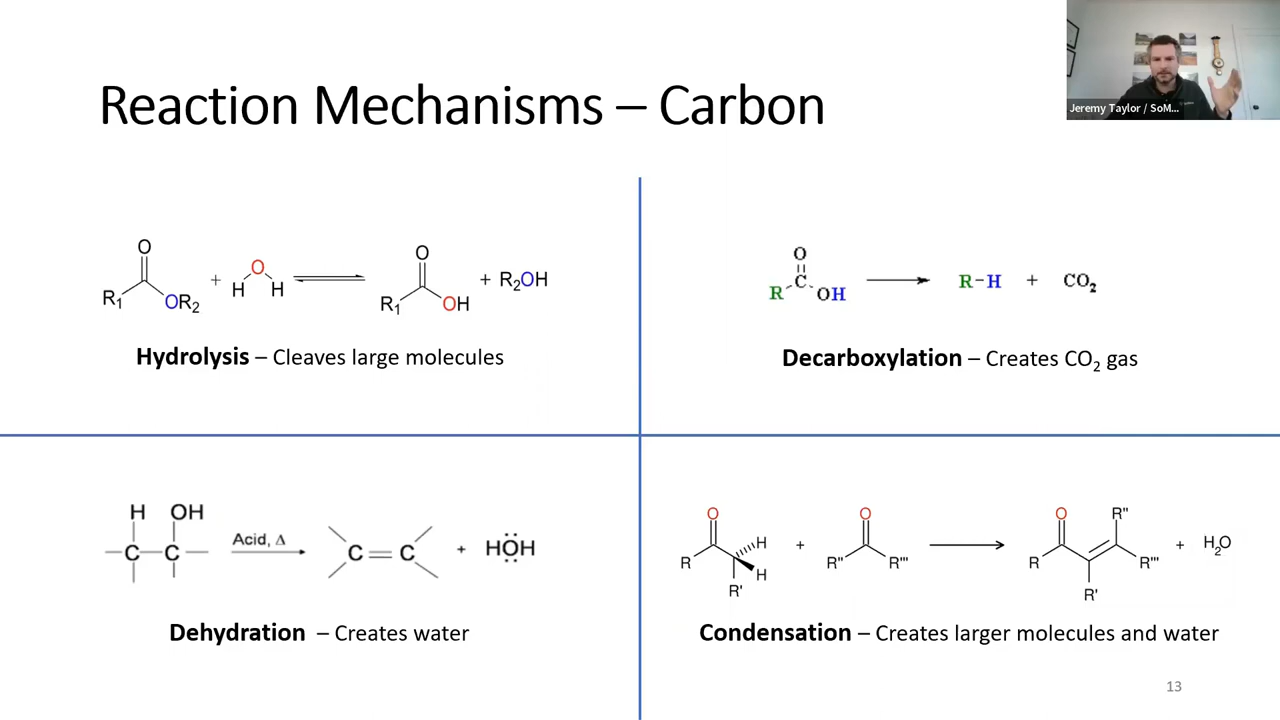 Reaction Mechanisms – Carbon
Jeremy Taylor / SoM...
O
R₁ OR₂ + H O H O R₁ OH + R₂OH
Hydrolysis – Cleaves large molecules
O
R C OH R-H + CO₂
Decarboxylation – Creates CO₂ gas
H OH
C C Acid, Δ C = C + HÖH
Dehydration – Creates water
O O O R"
R H H R' + R" R"' R R' R"' + H₂O
Condensation – Creates larger molecules and water
13